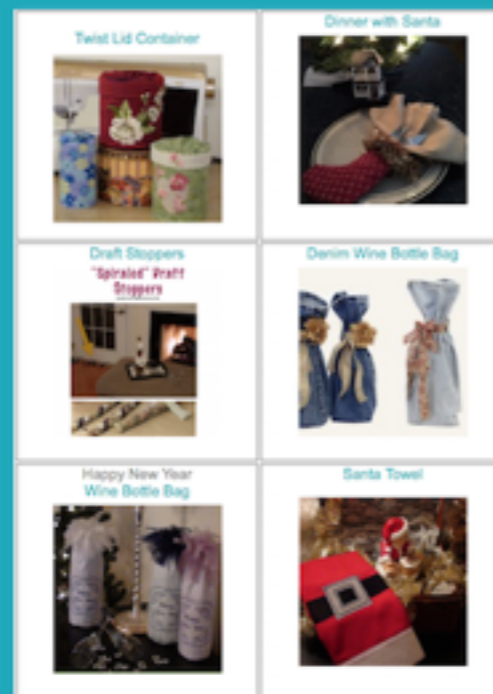 Twist Lid Container
Dinner with Santa
Draft Stoppers
"Spiraled" Draft
Stoppers
Denim Wine Bottle Bag
Happy New Year
Wine Bottle Bag
Santa Towel